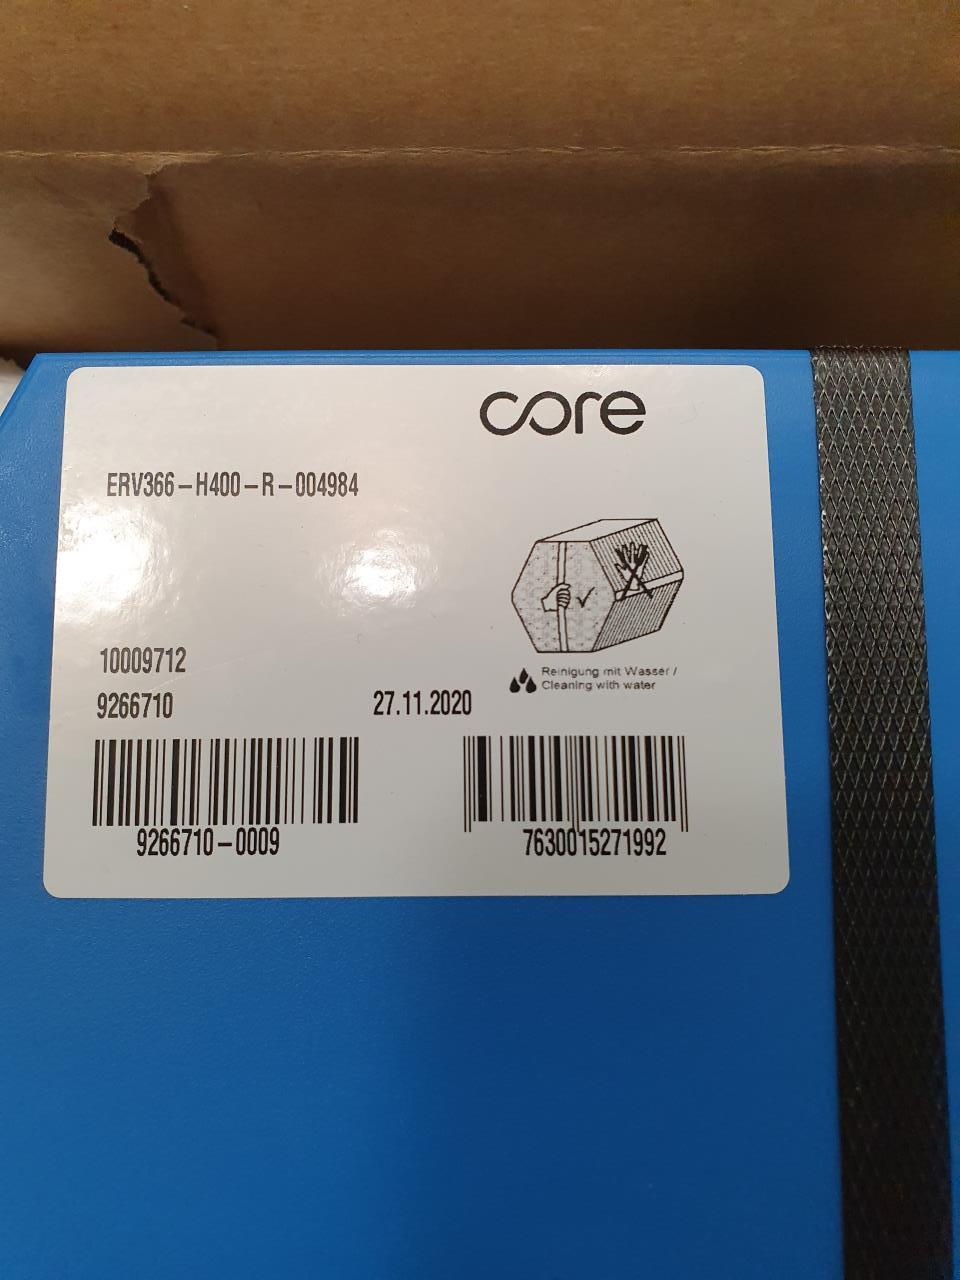 core
ERV366-H400-R-004984
Reinigung mit Wasser /
Cleaning with water
10009712
9266710
27.11.2020
9266710-0009
7630015271992